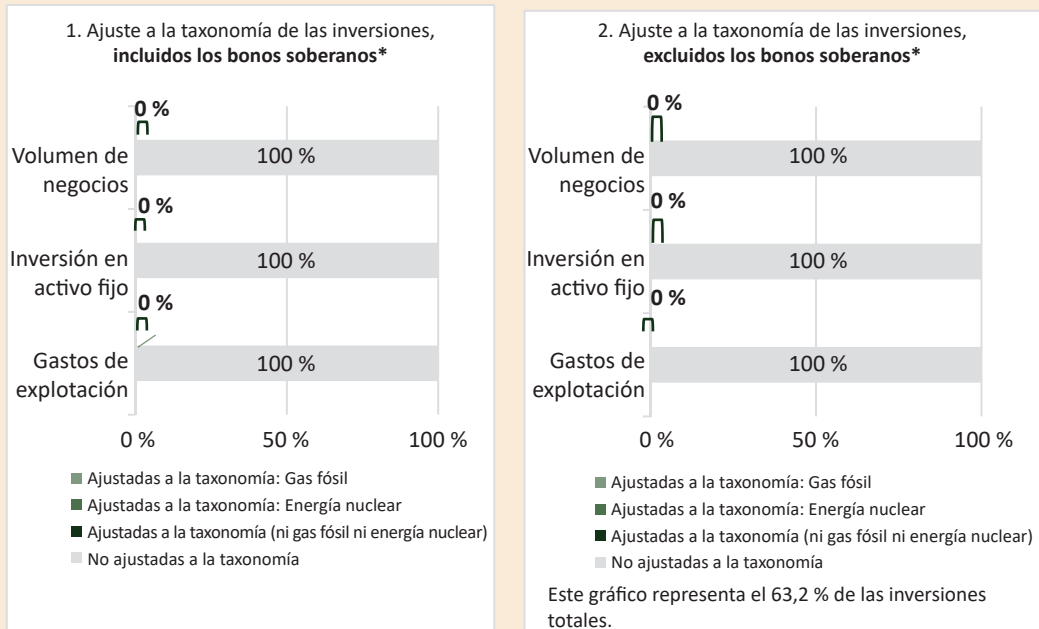 1. Ajuste a la taxonomía de las inversiones,
incluidos los bonos soberanos*
0 %
Volumen de
negocios
100 %
0 %
Inversión en
activo fijo
100 %
0 %
Gastos de
explotación
100 %
0 %
50 %
100 %
Ajustadas a la taxonomía: Gas fósil
Ajustadas a la taxonomía: Energía nuclear
Ajustadas a la taxonomía (ni gas fósil ni energía nuclear)
No ajustadas a la taxonomía
2. Ajuste a la taxonomía de las inversiones,
excluidos los bonos soberanos*
0 %
Volumen de
negocios
100 %
0 %
Inversión en
activo fijo
100 %
0 %
Gastos de
explotación
100 %
0 %
50 %
100 %
Ajustadas a la taxonomía: Gas fósil
Ajustadas a la taxonomía: Energía nuclear
Ajustadas a la taxonomía (ni gas fósil ni energía nuclear)
No ajustadas a la taxonomía
Este gráfico representa el 63,2 % de las inversiones
totales.